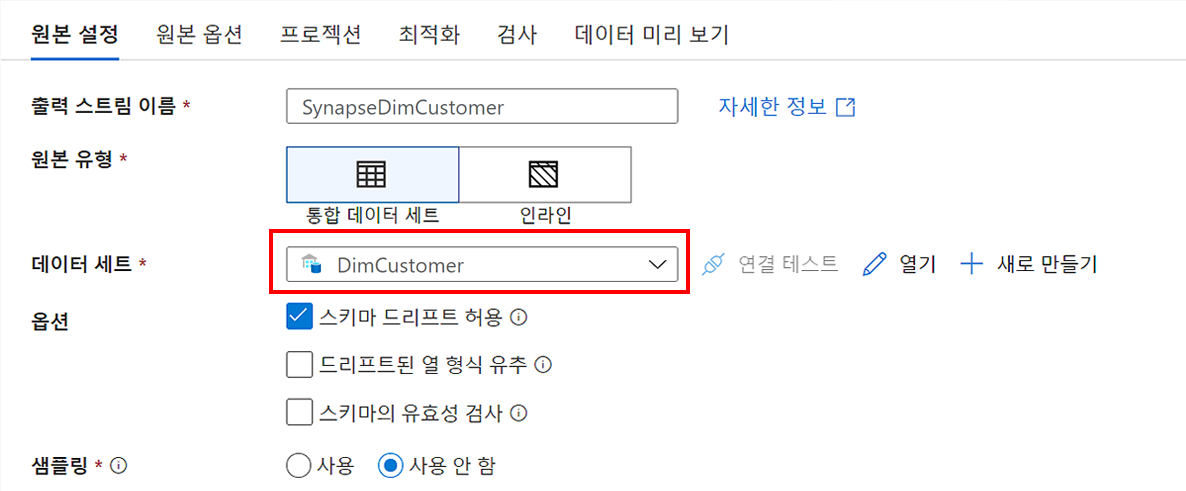 원본 설정 원본 옵션 프로젝션 최적화 검사 데이터 미리 보기
출력 스트림 이름 * SynapseDimCustomer 자세한 정보
원본 유형 *
통합 데이터 세트 인라인
데이터 세트 * DimCustomer 연결 테스트 열기 새로 만들기
옵션 스키마 드리프트 허용
드리프트된 열 형식 유추
스키마의 유효성 검사
샘플링 * 사용 사용 안 함